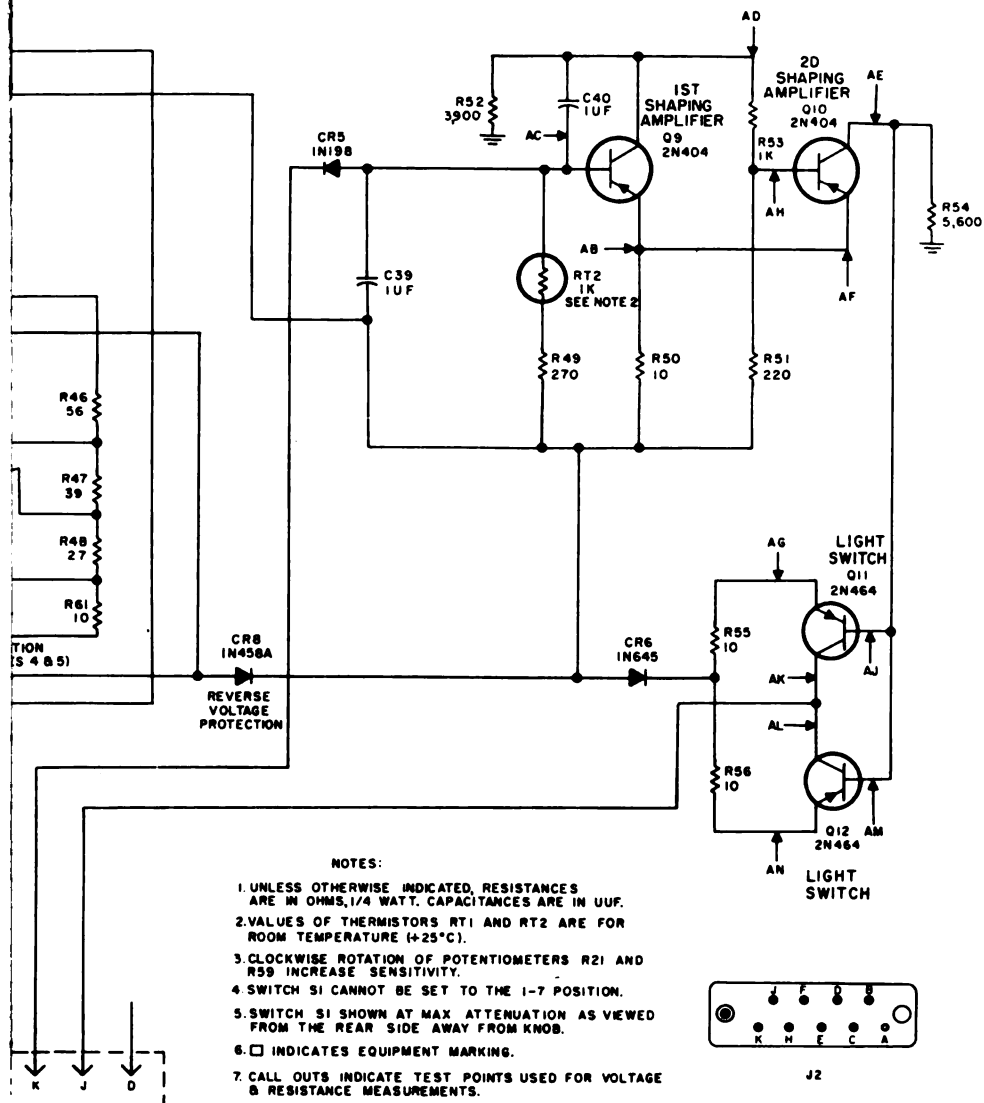 AD
2D
SHAPING
AMPLIFIER
Q10
2N404
AE
1ST
SHAPING
AMPLIFIER
Q9
2N404
R52
3,900
C40
1UF
AC
CR5
1N198
R53
1K
AH
R54
5,600
AB
AF
C39
1UF
RT2
1K
SEE NOTE 2
R49
270
R50
10
R51
220
R46
56
R47
39
R48
27
R61
10
TION
S 4 & 5)
CR8
1N458A
REVERSE
VOLTAGE
PROTECTION
CR6
1N645
AG
LIGHT
SWITCH
Q11
2N464
R55
10
AJ
AK
AL
R56
10
Q12
2N464
AM
AN
LIGHT
SWITCH
NOTES:
1. UNLESS OTHERWISE INDICATED, RESISTANCES
ARE IN OHMS, 1/4 WATT. CAPACITANCES ARE IN UUF.
2. VALUES OF THERMISTORS RT1 AND RT2 ARE FOR
ROOM TEMPERATURE (+25°C).
3. CLOCKWISE ROTATION OF POTENTIOMETERS R21 AND
R59 INCREASE SENSITIVITY.
4. SWITCH S1 CANNOT BE SET TO THE 1-7 POSITION.
5. SWITCH S1 SHOWN AT MAX ATTENUATION AS VIEWED
FROM THE REAR SIDE AWAY FROM KNOB.
6. □ INDICATES EQUIPMENT MARKING.
7. CALL OUTS INDICATE TEST POINTS USED FOR VOLTAGE
& RESISTANCE MEASUREMENTS.
K J D
J F D B
K H E C A
J2